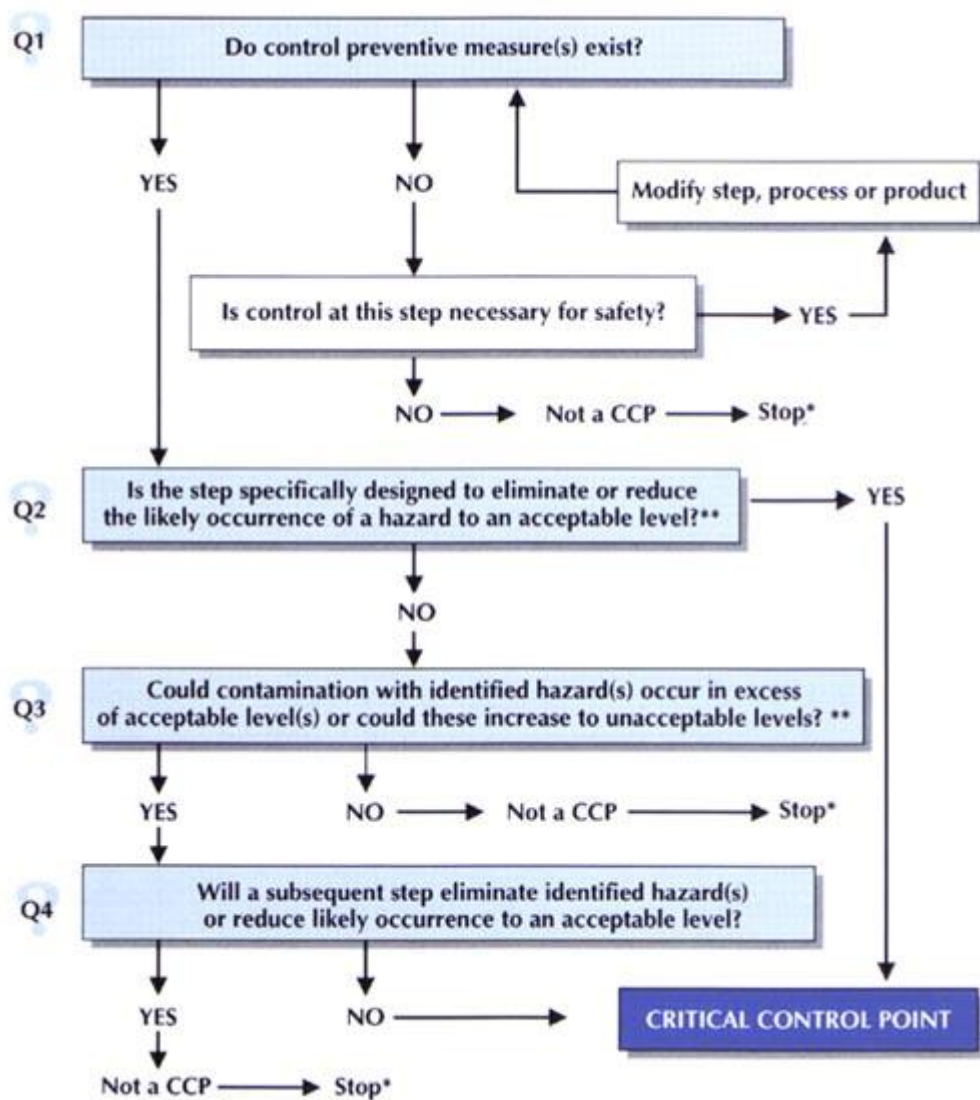 Q1
Do control preventive measure(s) exist?
YES
NO
Modify step, process or product
Is control at this step necessary for safety?
YES
NO
Not a CCP
Stop*
Q2
Is the step specifically designed to eliminate or reduce
the likely occurrence of a hazard to an acceptable level?**
YES
NO
Q3
Could contamination with identified hazard(s) occur in excess
of acceptable level(s) or could these increase to unacceptable levels? **
YES
NO
Not a CCP
Stop*
Q4
Will a subsequent step eliminate identified hazard(s)
or reduce likely occurrence to an acceptable level?
YES
NO
CRITICAL CONTROL POINT
Not a CCP
Stop*